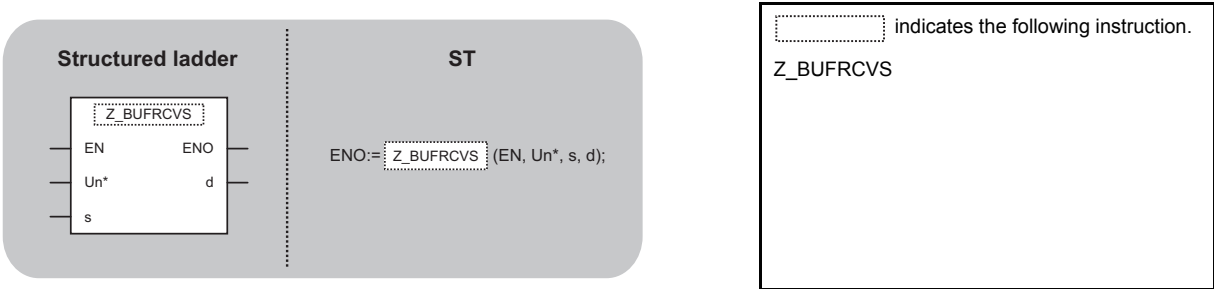 Structured ladder
ST
Z_BUFRCVS
EN ENO
Un* d
s
ENO:= Z_BUFRCVS (EN, Un*, s, d);
indicates the following instruction.
Z_BUFRCVS